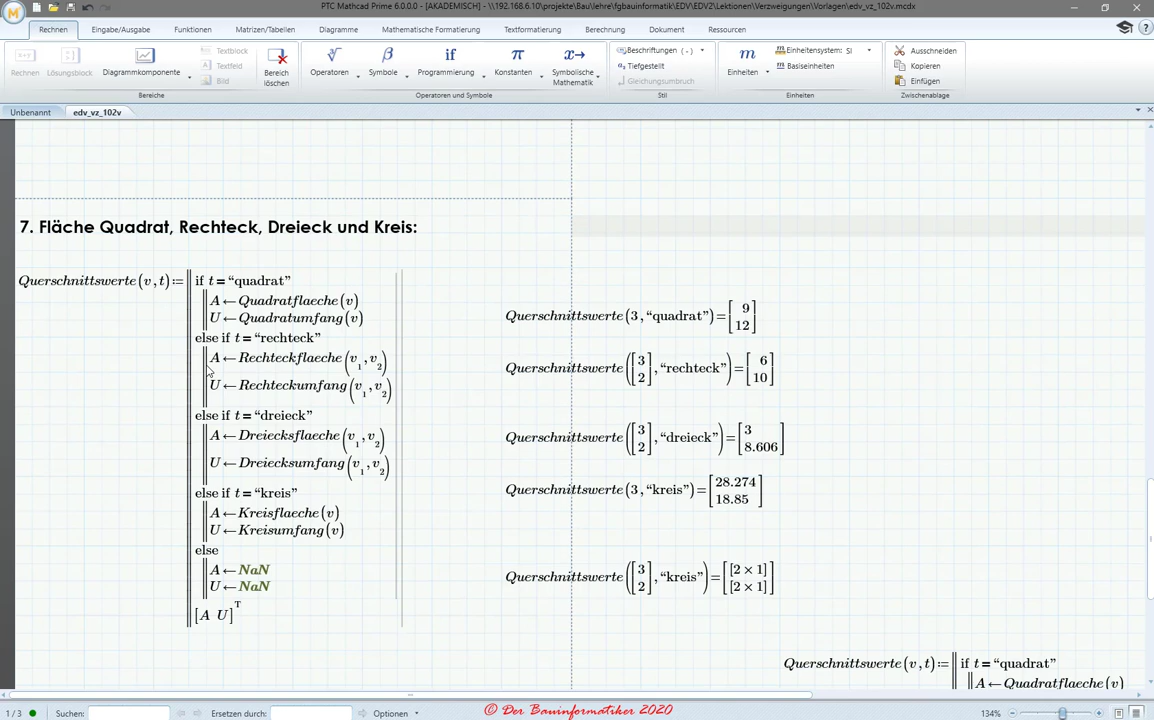 PTC Mathcad Prime 6.0.0.0 - [AKADEMISCH] - \\192.168.6.10\projekte\Bau\lehre\fgbauinformatik\EDV\EDV2\Lektionen\Verzweigungen\Vorlagen\edv_vz_102v.mcdx
Rechnen Eingabe/Ausgabe Funktionen Matrizen/Tabellen Diagramme Mathematische Formatierung Textformatierung Berechnung Dokument Ressourcen
Rechnen Lösungsblock Diagrammkomponente Textblock Textfeld Bild Bereich löschen Operatoren Symbole Programmierung Konstanten Symbolische Mathematik Beschriftungen ( - ) Tiefgestellt Gleichungsumbruch Einheiten Einheitensystem: SI Basiseinheiten Ausschneiden Kopieren Einfügen
Bereiche Operatoren und Symbole Stil Einheiten Zwischenablage
Unbenannt edv_vz_102v
7. Fläche Quadrat, Rechteck, Dreieck und Kreis:
Querschnittswerte(v,t):= if t=“quadrat”
A←Quadratflaeche(v)
U←Quadratumfang(v)
else if t=“rechteck”
A←Rechteckflaeche(v₁,v₂)
U←Rechteckumfang(v₁,v₂)
else if t=“dreieck”
A←Dreiecksflaeche(v₁,v₂)
U←Dreiecksumfang(v₁,v₂)
else if t=“kreis”
A←Kreisflaeche(v)
U←Kreisumfang(v)
else
A←NaN
U←NaN
[A U]ᵀ
Querschnittswerte(3,“quadrat”)=[9 12]
Querschnittswerte([3 2],“rechteck”)=[6 10]
Querschnittswerte([3 2],“dreieck”)=[3 8.606]
Querschnittswerte(3,“kreis”)=[28.274 18.85]
Querschnittswerte([3 2],“kreis”)=[[2×1] [2×1]]
Querschnittswerte(v,t):= if t=“quadrat”
A←Quadratflaeche(v)
1 / 3 Suchen: Ersetzen durch: Optionen © Der Bauinformatiker 2020 134%